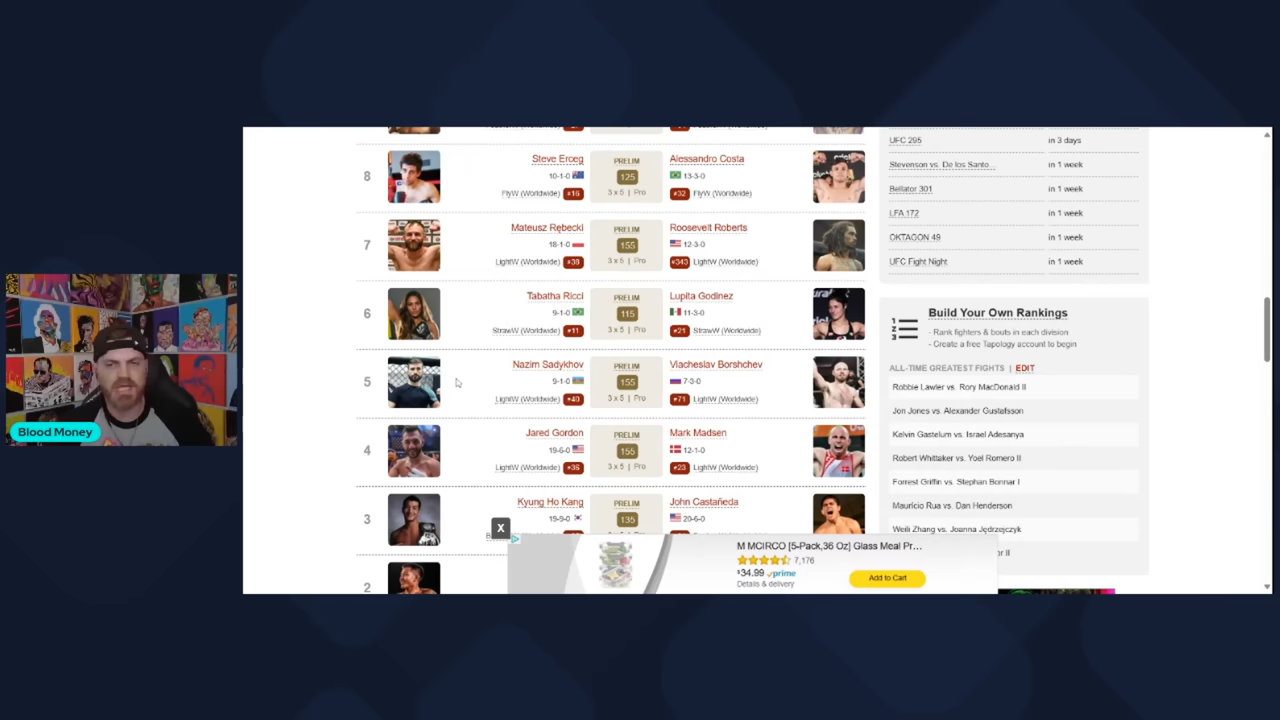 8
Steve Erceg
10-1-0
FlyW (Worldwide) #16
PRELIM
125
3 x 5 | Pro
Alessandro Costa
13-3-0
#32 FlyW (Worldwide)
7
Mateusz Rębecki
18-1-0
LightW (Worldwide) #38
PRELIM
155
3 x 5 | Pro
Roosevelt Roberts
12-3-0
#343 LightW (Worldwide)
6
Tabatha Ricci
9-1-0
StrawW (Worldwide) #11
PRELIM
115
3 x 5 | Pro
Lupita Godinez
11-3-0
#21 StrawW (Worldwide)
5
Nazim Sadykhov
9-1-0
LightW (Worldwide) #40
PRELIM
155
3 x 5 | Pro
Viacheslav Borshchev
7-3-0
#71 LightW (Worldwide)
4
Jared Gordon
19-6-0
LightW (Worldwide) #36
PRELIM
155
3 x 5 | Pro
Mark Madsen
12-1-0
#23 LightW (Worldwide)
3
Kyung Ho Kang
19-9-0
PRELIM
135
John Castañeda
20-6-0
2
UFC 295 in 3 days
Stevenson vs. De los Santo... in 1 week
Bellator 301 in 1 week
LFA 172 in 1 week
OKTAGON 49 in 1 week
UFC Fight Night in 1 week
1
2
3
Build Your Own Rankings
- Rank fighters & bouts in each division
- Create a free Tapology account to begin
ALL-TIME GREATEST FIGHTS | EDIT
Robbie Lawler vs. Rory MacDonald II
Jon Jones vs. Alexander Gustafsson
Kelvin Gastelum vs. Israel Adesanya
Robert Whittaker vs. Yoel Romero II
Forrest Griffin vs. Stephan Bonnar I
Mauricio Rua vs. Dan Henderson
Weili Zhang vs. Joanna Jędrzejczyk
X
M MCIRCO [5-Pack,36 Oz] Glass Meal Pr...
7,176
$34.99 prime
Details & delivery
Add to Cart
Blood Money